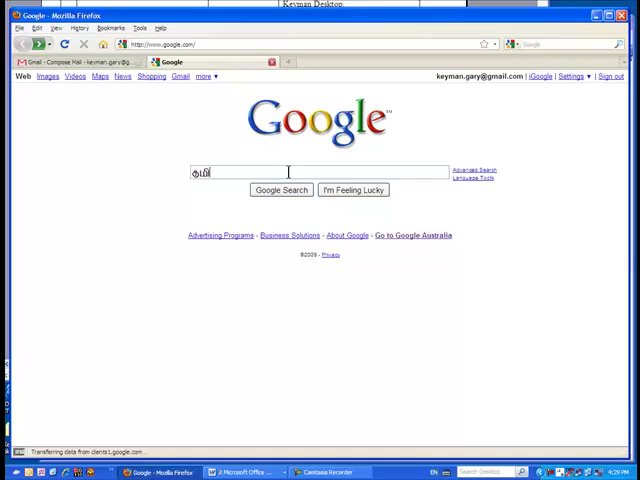 Keyman Desktop.
Google - Mozilla Firefox
File Edit View History Bookmarks Tools Help
http://www.google.com/
Google
Gmail - Compose Mail - keyman.g@...
Google
Web Images Videos Maps News Shopping Gmail more ▼
keyman.gary@gmail.com | iGoogle | Settings ▼ | Sign out
Google™
தமி
Advanced Search
Language Tools
Google Search
I'm Feeling Lucky
Advertising Programs - Business Solutions - About Google - Go to Google Australia
©2009 - Privacy
Transferring data from clients1.google.com...
Google - Mozilla Firefox
2 Microsoft Office ...
Camtasia Recorder
EN
Search Desktop
4:29 PM